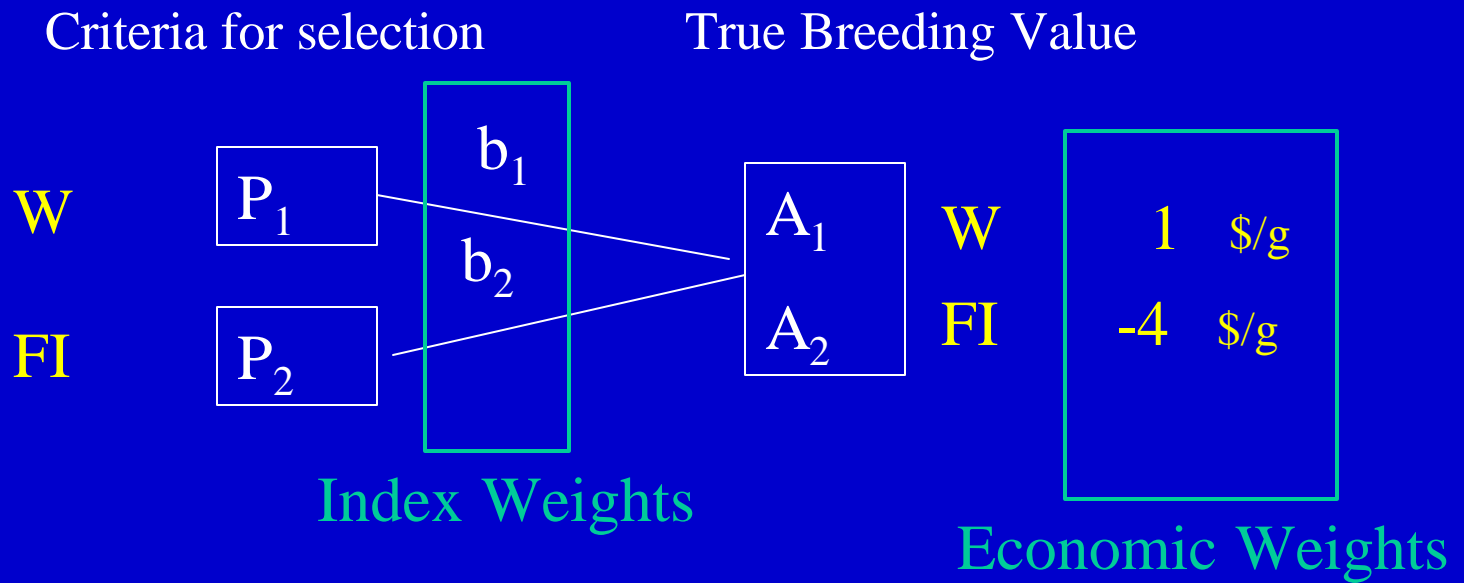 Criteria for selection True Breeding Value
b1
W P1 A1 W 1 $/g
b2
FI P2 A2 FI -4 $/g
Index Weights
Economic Weights